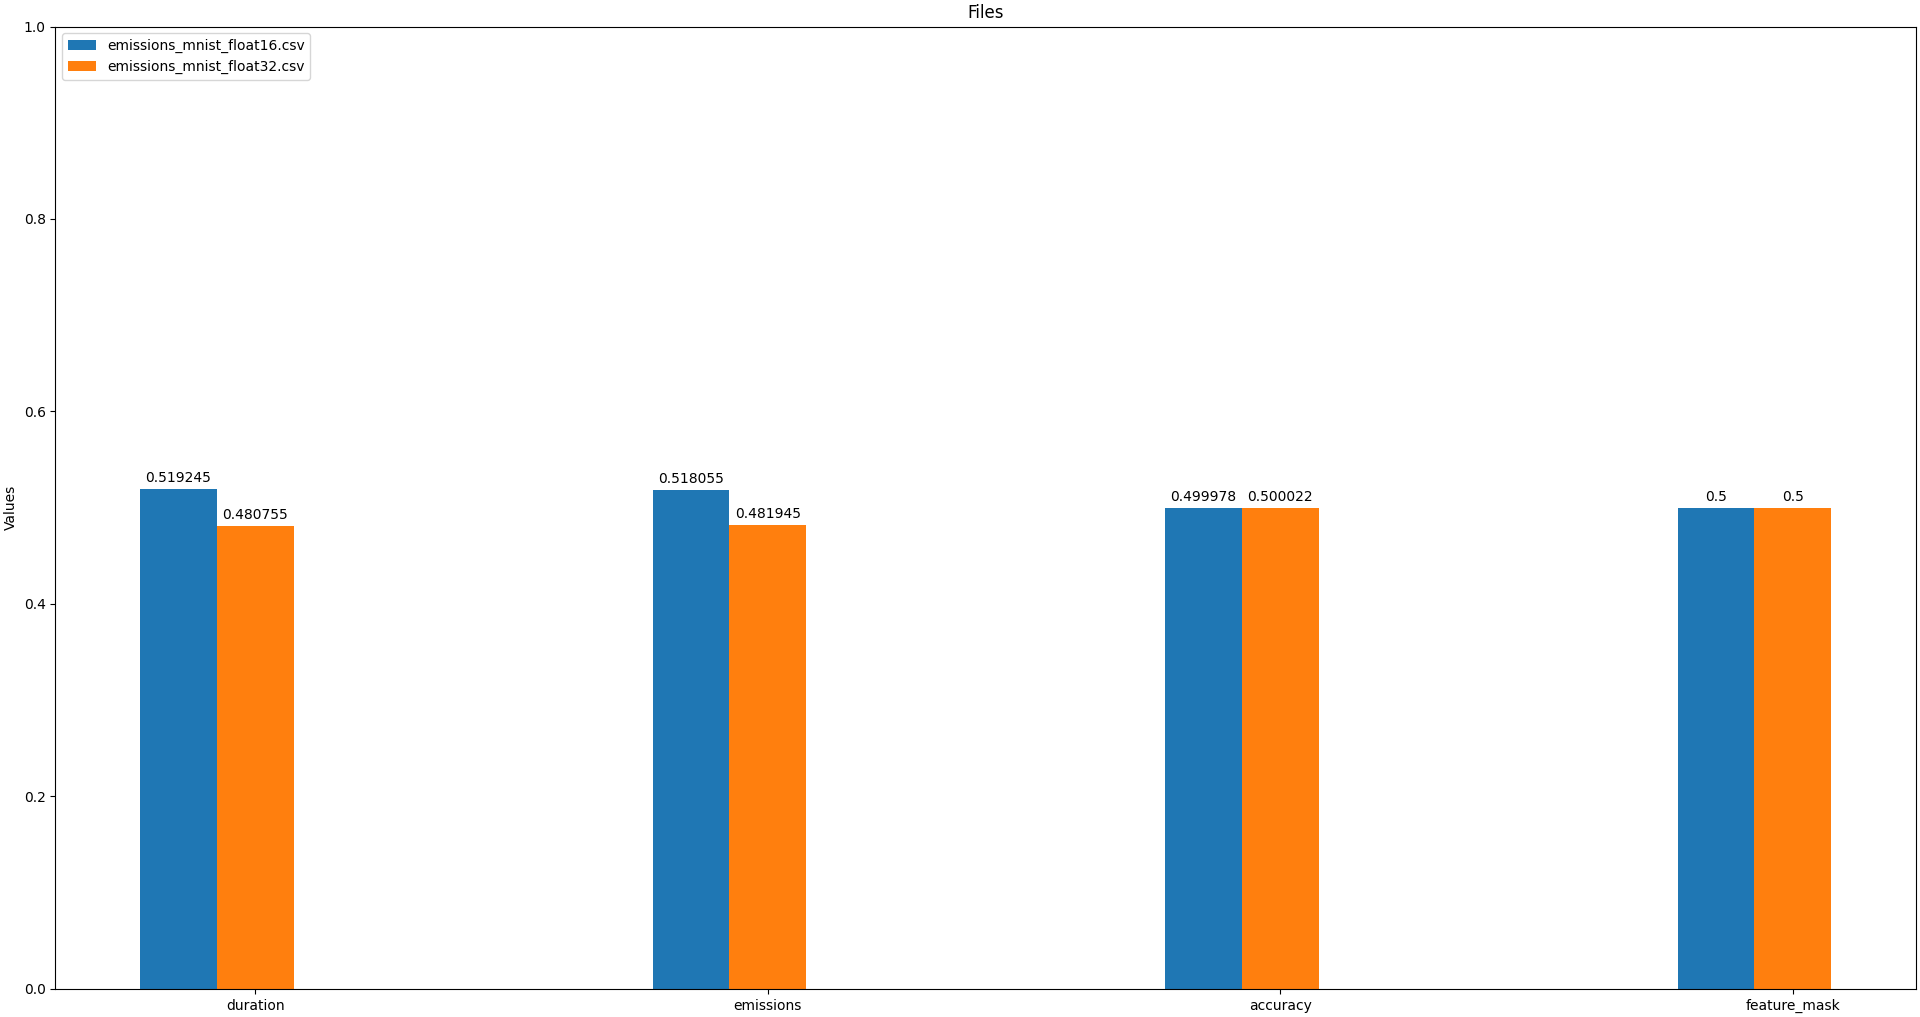 Files
emissions_mnist_float16.csv
emissions_mnist_float32.csv
Values
1.0
0.8
0.6
0.4
0.2
0.0
0.519245
0.480755
0.518055
0.481945
0.499978
0.500022
0.5
0.5
duration
emissions
accuracy
feature_mask